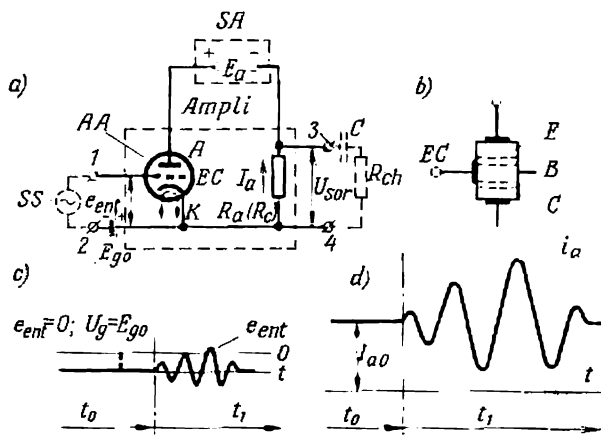 SA
+ -
Ea
a)
Ampli
AA
A
EC
K
1
SS
eent
2
Ego
+
Ia
Ra (Rc)
3
C
Usor
Rch
4
b)
E
EC
B
C
c)
eent=0; Ug=Ego
eent
0
t
t0
t1
d)
ia
Ia0
t
t0
t1